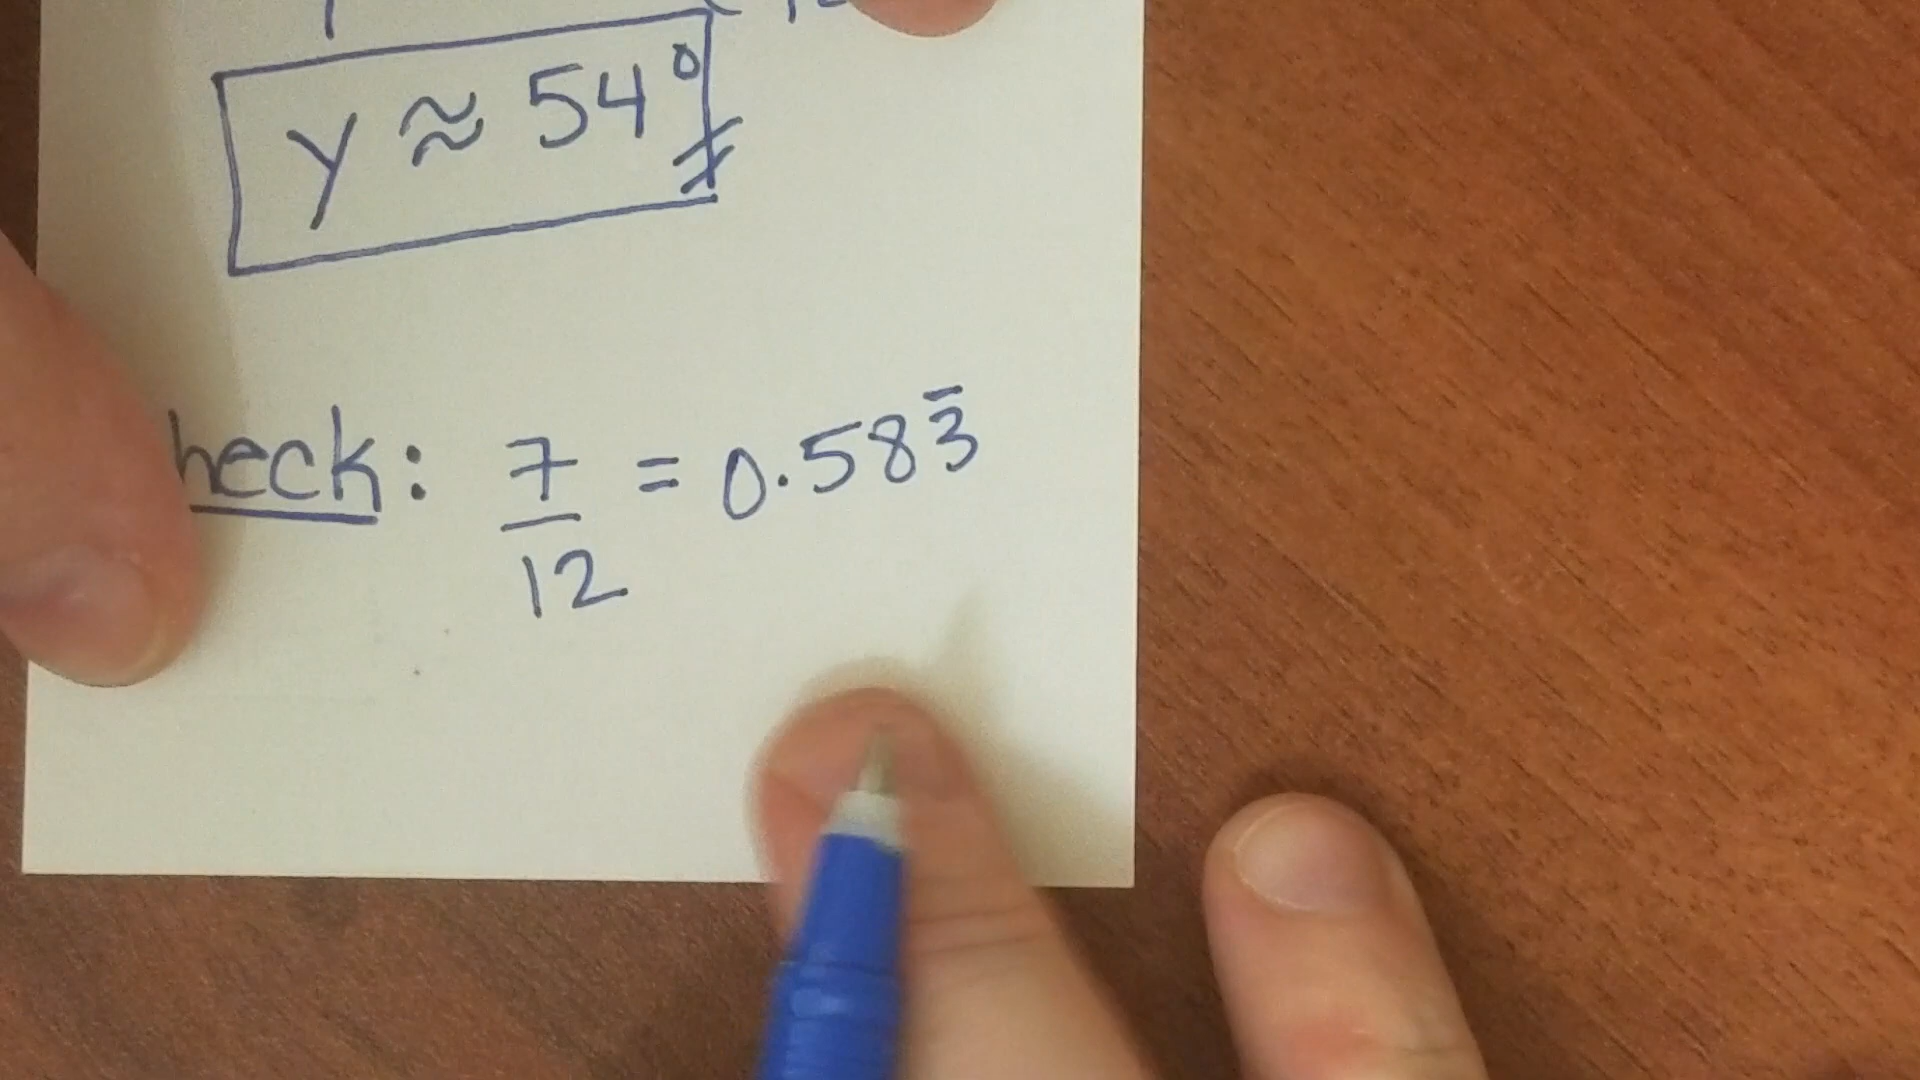 y ≈ 54°
heck: 7/12 = 0.583̅